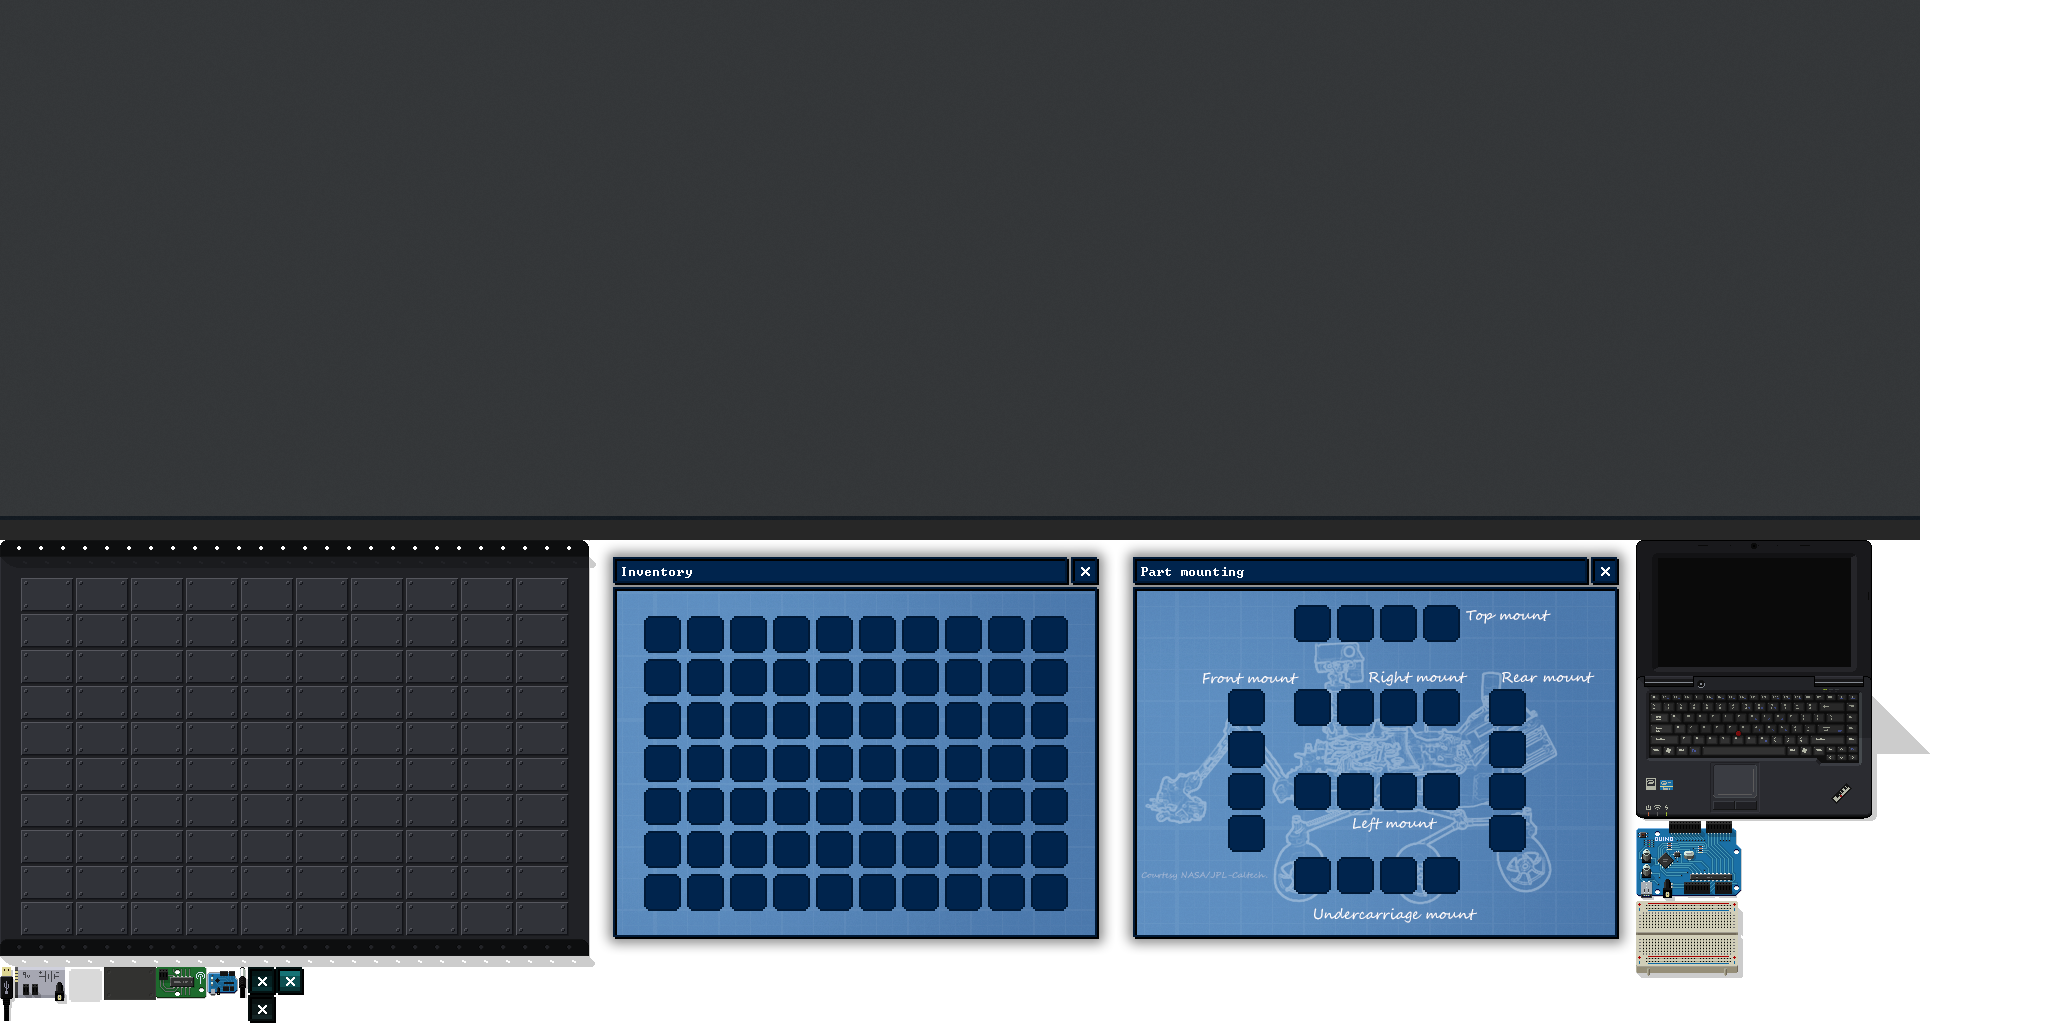 Inventory
Part mounting
Top mount
Front mount
Right mount
Rear mount
Left mount
Courtesy NASA/JPL-Caltech.
Undercarriage mount